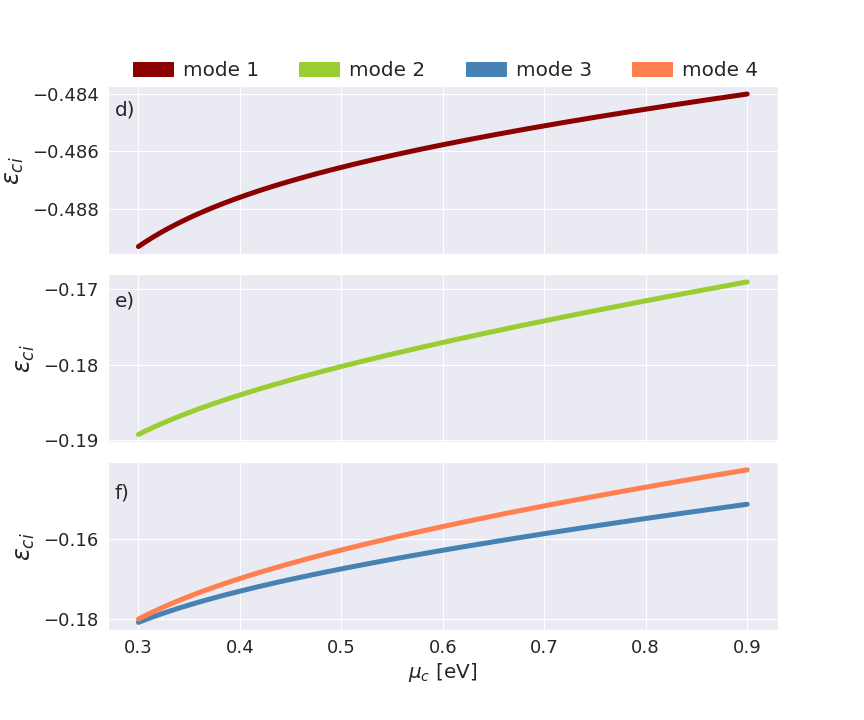 mode 1 mode 2 mode 3 mode 4
d)
−0.484
−0.486
−0.488
ε_ci
e)
−0.17
−0.18
−0.19
ε_ci
f)
−0.16
−0.18
ε_ci
0.3 0.4 0.5 0.6 0.7 0.8 0.9
μ_c [eV]